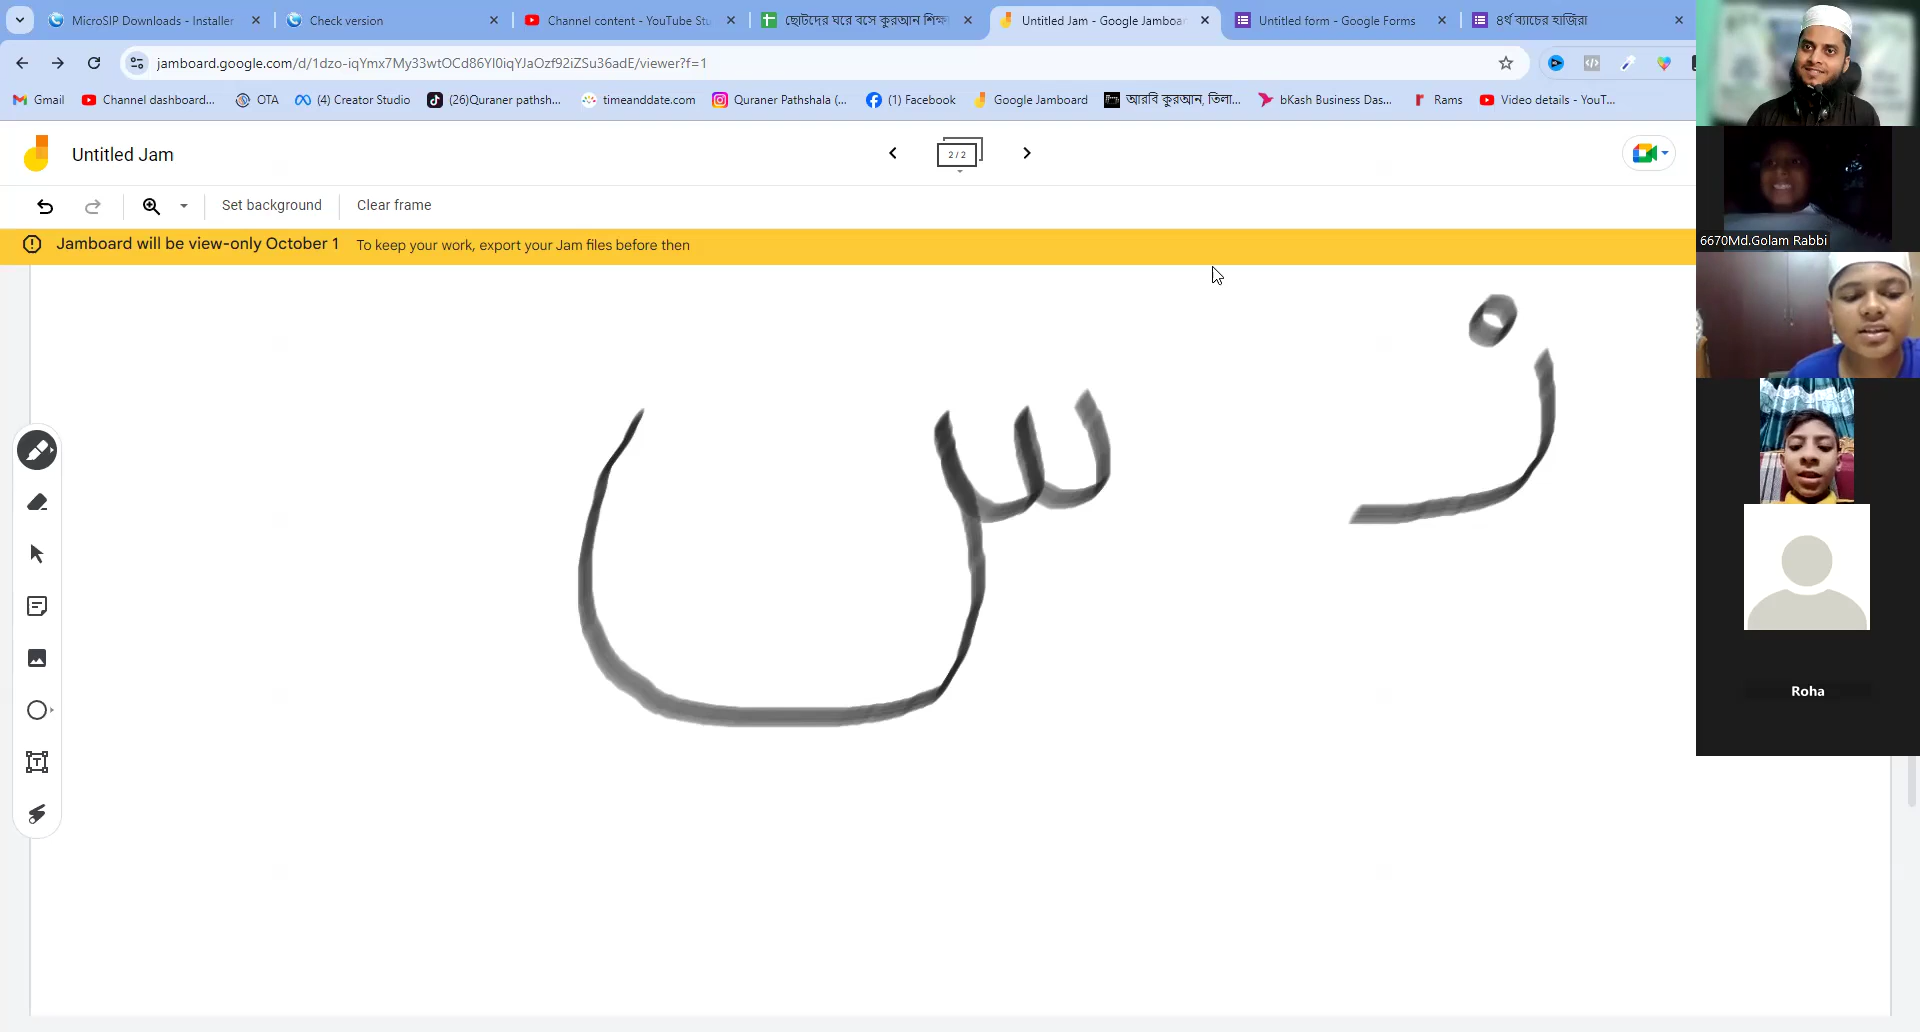 MicroSIP Downloads - Installer
Check version
Channel content - YouTube Stu
ছোটদের ঘরে বসে কুরআন শিক্ষ
Untitled Jam - Google Jamboar
Untitled form - Google Forms
৪র্থ ব্যাচের হাজিরা
jamboard.google.com/d/1dzo-iqYmx7My33wtOCd86Yl0iqYJaOzf92iZSu36adE/viewer?f=1
Gmail
Channel dashboard...
OTA
(4) Creator Studio
(26)Quraner pathsh...
timeanddate.com
Quraner Pathshala (...
(1) Facebook
Google Jamboard
আরবি কুরআন, তিলা...
bKash Business Das...
Rams
Video details - YouT...
Untitled Jam
2 / 2
Set background
Clear frame
Jamboard will be view-only October 1 To keep your work, export your Jam files before then
ز س
6670Md.Golam Rabbi
Roha